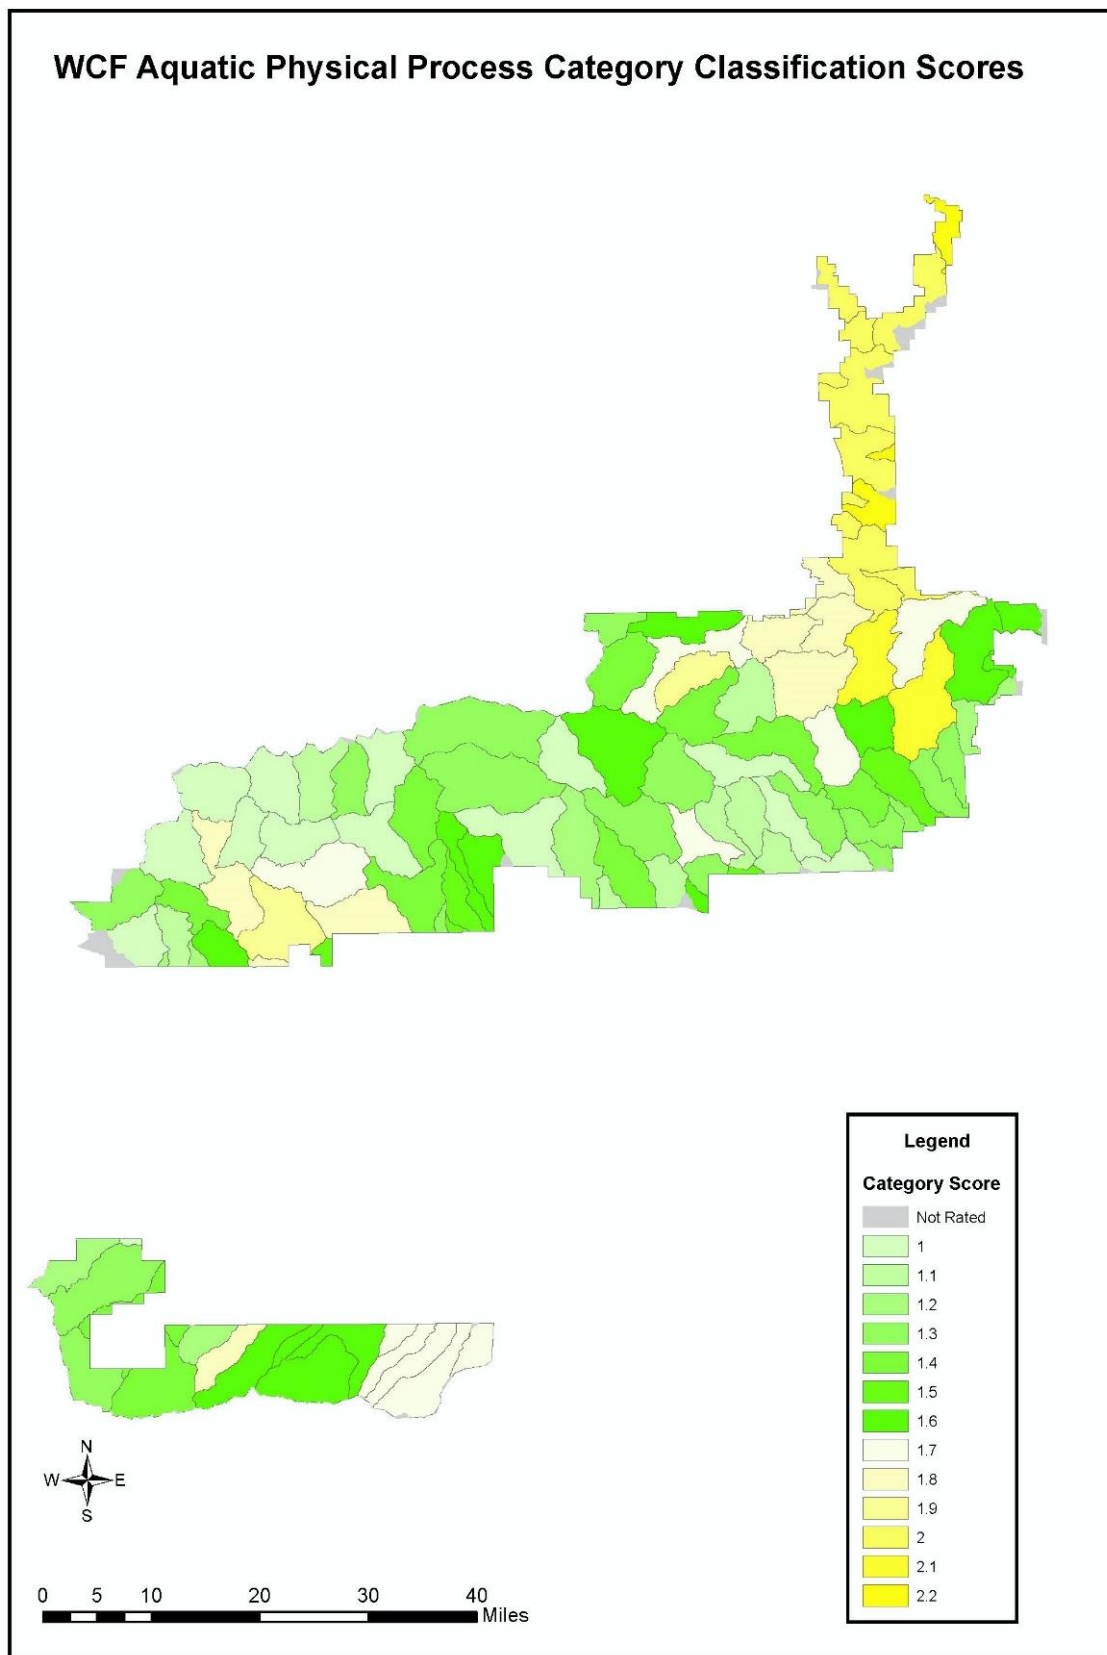 WCF Aquatic Physical Process Category Classification Scores
Legend
Category Score
Not Rated
1
1.1
1.2
1.3
1.4
1.5
1.6
1.7
1.8
1.9
2
2.1
2.2
N
W E
S
0 5 10 20 30 40
Miles